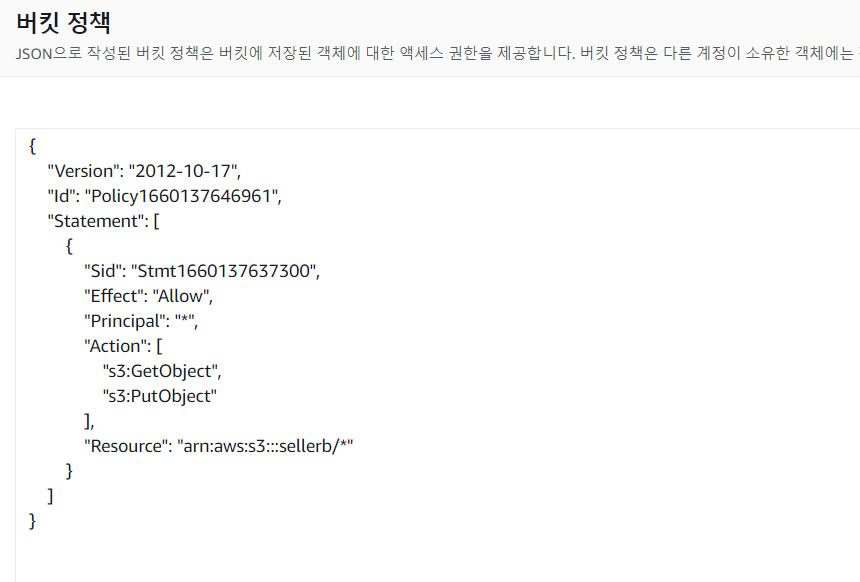 버킷 정책
JSON으로 작성된 버킷 정책은 버킷에 저장된 객체에 대한 액세스 권한을 제공합니다. 버킷 정책은 다른 계정이 소유한 객체에는
{
"Version": "2012-10-17",
"Id": "Policy1660137646961",
"Statement": [
{
"Sid": "Stmt1660137637300",
"Effect": "Allow",
"Principal": "*",
"Action": [
"s3:GetObject",
"s3:PutObject"
],
"Resource": "arn:aws:s3:::sellerb/*"
}
]
}